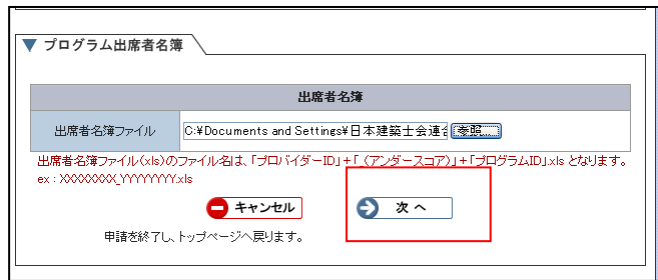 ▼ プログラム出席者名簿
出席者名簿
出席者名簿ファイル C:¥Documents and Settings¥日本建築士会連合 参照...
出席者名簿ファイル(xls)のファイル名は、「プロバイダーID」+「_(アンダースコア)」+「プログラムID」.xls となります。
ex : XXXXXXXX_YYYYYYYY.xls
キャンセル 次 へ
申請を終了し、トップページへ戻ります。